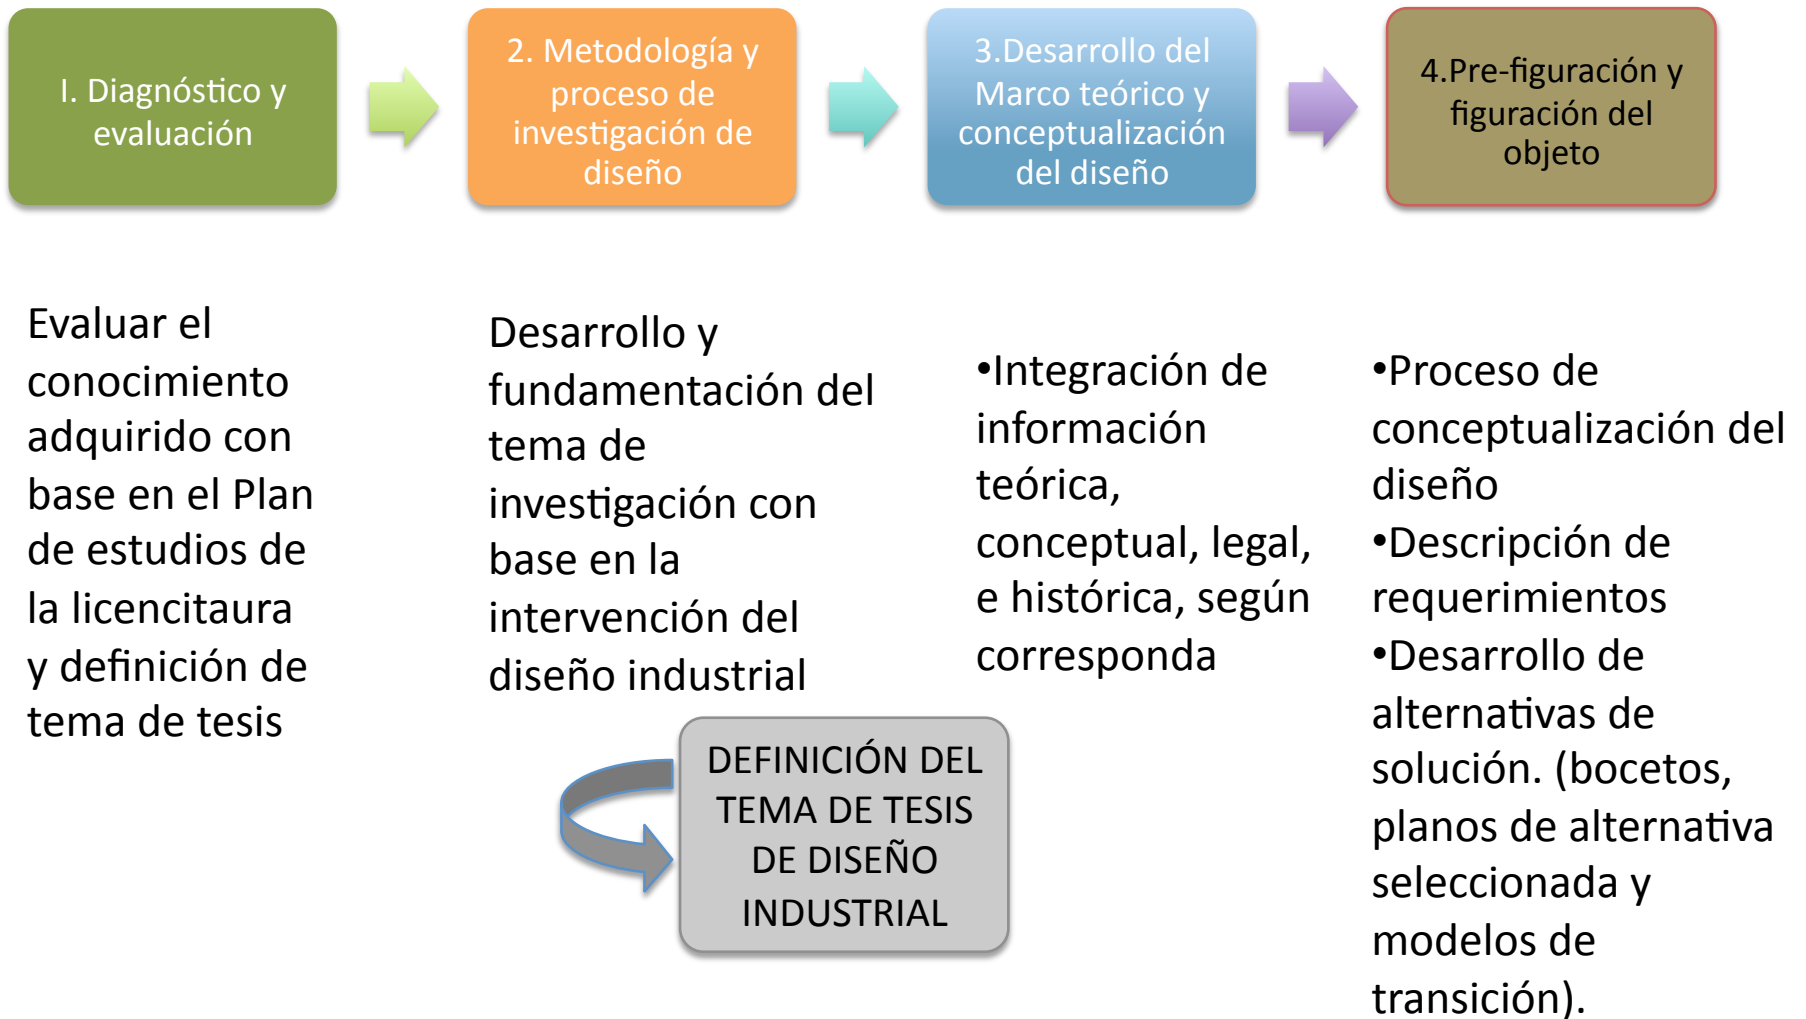 I. Diagnóstico y
evaluación
2. Metodología y
proceso de
investigación de
diseño
3.Desarrollo del
Marco teórico y
conceptualización
del diseño
4.Pre-figuración y
figuración del
objeto
Evaluar el
conocimiento
adquirido con
base en el Plan
de estudios de
la licencitaura
y definición de
tema de tesis
Desarrollo y
fundamentación del
tema de
investigación con
base en la
intervención del
diseño industrial
DEFINICIÓN DEL
TEMA DE TESIS
DE DISEÑO
INDUSTRIAL
•Integración de
información
teórica,
conceptual, legal,
e histórica, según
corresponda
•Proceso de
conceptualización del
diseño
•Descripción de
requerimientos
•Desarrollo de
alternativas de
solución. (bocetos,
planos de alternativa
seleccionada y
modelos de
transición).